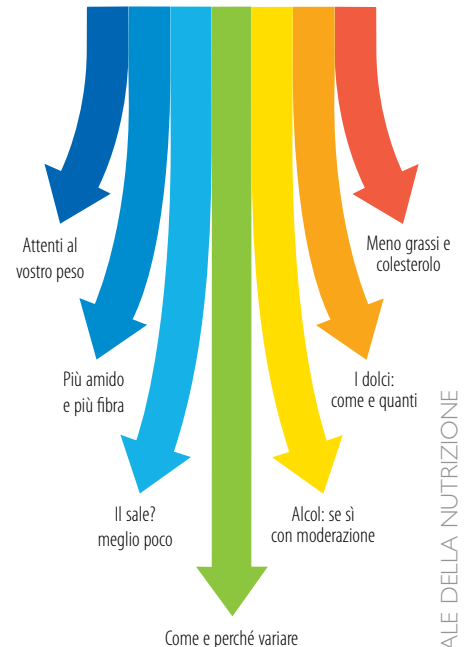 Attenti al
vostro peso
Meno grassi e
colesterolo
Più amido
e più fibra
I dolci:
come e quanti
Il sale?
meglio poco
Alcol: se sì
con moderazione
Come e perché variare
ALE DELLA NUTRIZIONE